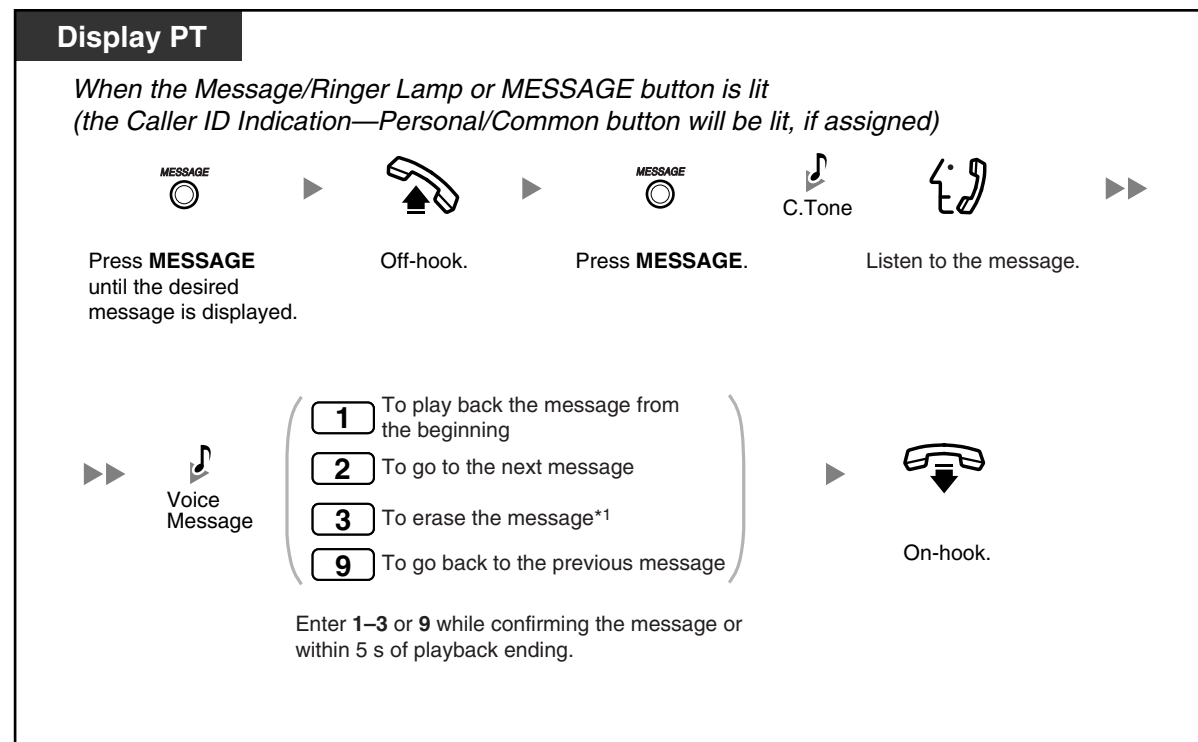 Display PT
When the Message/Ringer Lamp or MESSAGE button is lit
(the Caller ID Indication—Personal/Common button will be lit, if assigned)
MESSAGE
MESSAGE
C.Tone
Press MESSAGE
until the desired
message is displayed.
Off-hook.
Press MESSAGE.
Listen to the message.
Voice
Message
1 To play back the message from
the beginning
2 To go to the next message
3 To erase the message*1
9 To go back to the previous message
On-hook.
Enter 1–3 or 9 while confirming the message or
within 5 s of playback ending.